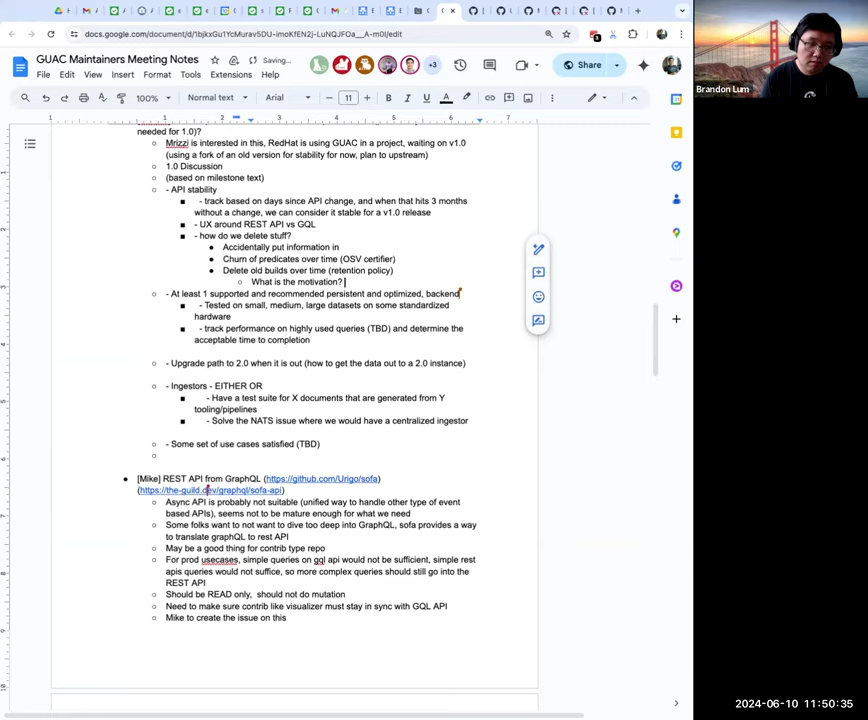 docs.google.com/document/d/1bjkxGu1YcMurav5DU-imoKfEN2j-LuNQJFOa__A-m0I/edit
GUAC Maintainers Meeting Notes
Saving...
+3
Share
File Edit View Insert Format Tools Extensions Help
100% Normal text Arial 11
needed for 1.0)?
Mrizzi is interested in this, RedHat is using GUAC in a project, waiting on v1.0
(using a fork of an old version for stability for now, plan to upstream)
1.0 Discussion
(based on milestone text)
- API stability
- track based on days since API change, and when that hits 3 months
without a change, we can consider it stable for a v1.0 release
- UX around REST API vs GQL
- how do we delete stuff?
Accidentally put information in
Churn of predicates over time (OSV certifier)
Delete old builds over time (retention policy)
What is the motivation?
- At least 1 supported and recommended persistent and optimized, backend
- Tested on small, medium, large datasets on some standardized
hardware
- track performance on highly used queries (TBD) and determine the
acceptable time to completion
- Upgrade path to 2.0 when it is out (how to get the data out to a 2.0 instance)
- Ingestors - EITHER OR
- Have a test suite for X documents that are generated from Y
tooling/pipelines
- Solve the NATS issue where we would have a centralized ingestor
- Some set of use cases satisfied (TBD)
[Mike] REST API from GraphQL (https://github.com/Urigo/sofa)
(https://the-guild.dev/graphql/sofa-api)
Async API is probably not suitable (unified way to handle other type of event
based APIs), seems not to be mature enough for what we need
Some folks want to not want to dive too deep into GraphQL, sofa provides a way
to translate graphQL to rest API
May be a good thing for contrib type repo
For prod usecases, simple queries on gql api would not be sufficient, simple rest
apis queries would not suffice, so more complex queries should still go into the
REST API
Should be READ only, should not do mutation
Need to make sure contrib like visualizer must stay in sync with GQL API
Mike to create the issue on this
Brandon Lum
2024-06-10 11:50:35